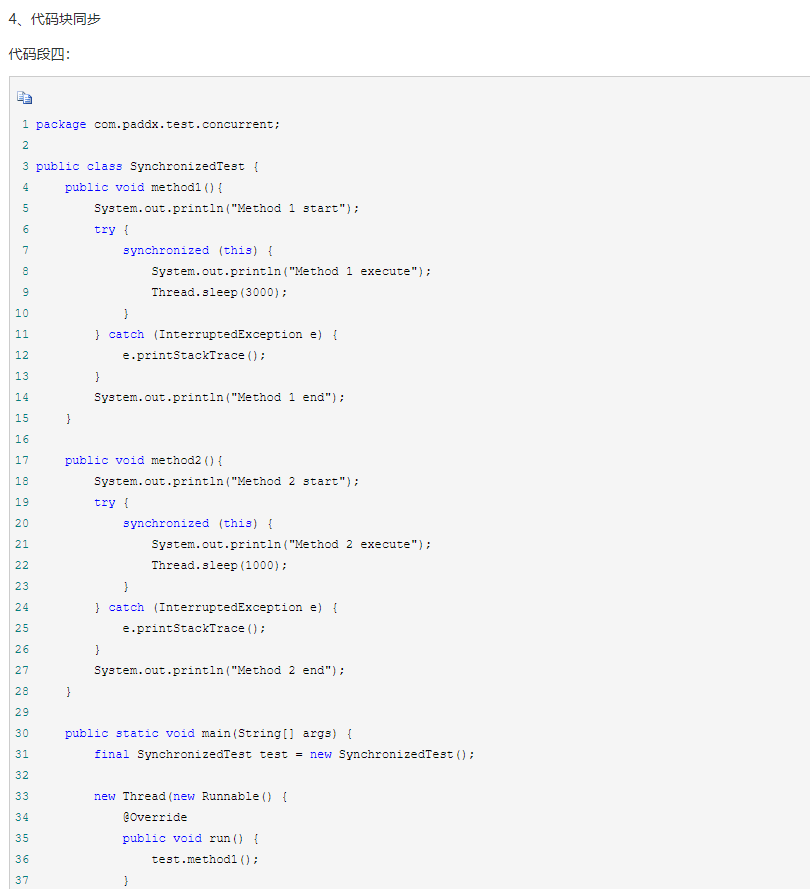 4、代码块同步
代码段四：
1 package com.paddx.test.concurrent;
2
3 public class SynchronizedTest {
4     public void method1(){
5         System.out.println("Method 1 start");
6         try {
7             synchronized (this) {
8                 System.out.println("Method 1 execute");
9                 Thread.sleep(3000);
10             }
11         } catch (InterruptedException e) {
12             e.printStackTrace();
13         }
14         System.out.println("Method 1 end");
15     }
16
17     public void method2(){
18         System.out.println("Method 2 start");
19         try {
20             synchronized (this) {
21                 System.out.println("Method 2 execute");
22                 Thread.sleep(1000);
23             }
24         } catch (InterruptedException e) {
25             e.printStackTrace();
26         }
27         System.out.println("Method 2 end");
28     }
29
30     public static void main(String[] args) {
31         final SynchronizedTest test = new SynchronizedTest();
32
33         new Thread(new Runnable() {
34             @Override
35             public void run() {
36                 test.method1();
37             }